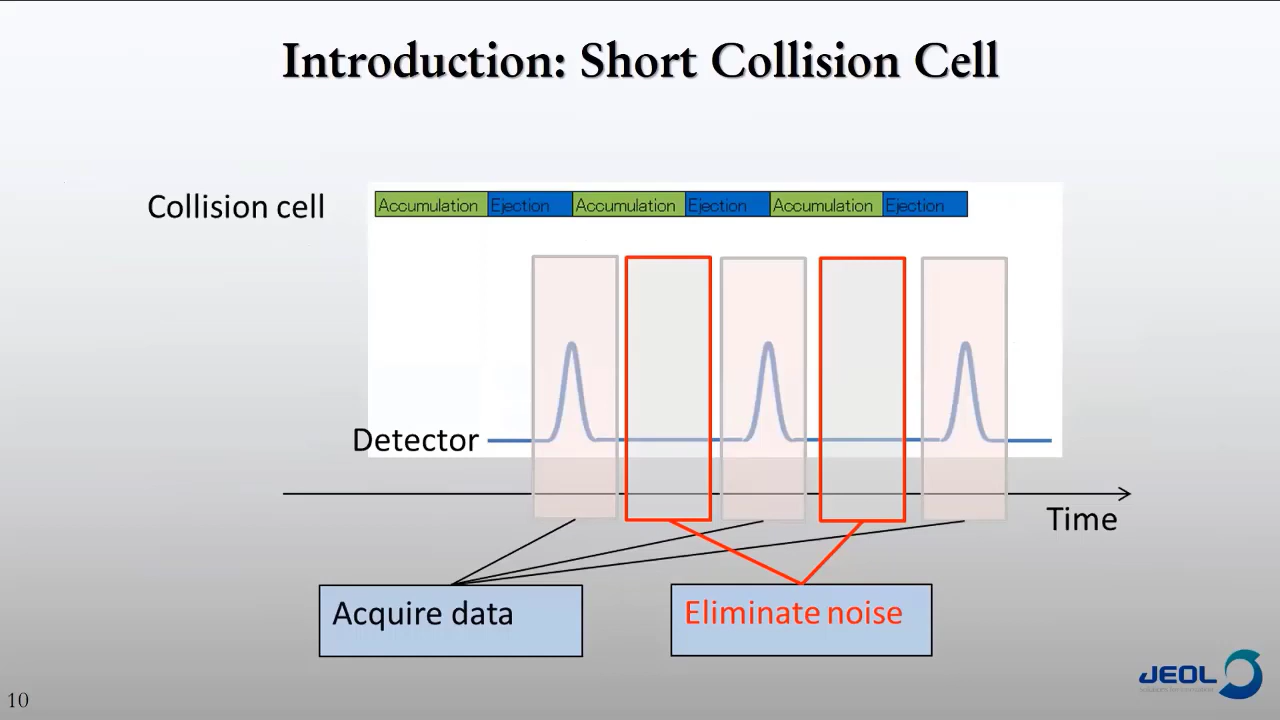 Introduction: Short Collision Cell
Collision cell
Accumulation Ejection Accumulation Ejection Accumulation Ejection
Detector
Time
Acquire data
Eliminate noise
10
JEOL